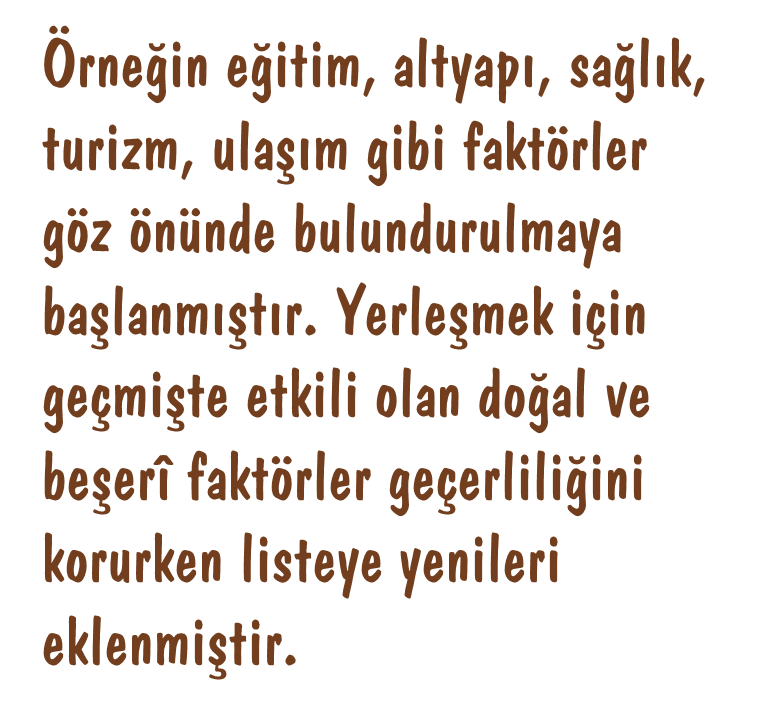 Örneğin eğitim, altyapı, sağlık,
turizm, ulaşım gibi faktörler
göz önünde bulundurulmaya
başlanmıştır. Yerleşmek için
geçmişte etkili olan doğal ve
beşerî faktörler geçerliliğini
korurken listeye yenileri
eklenmiştir.